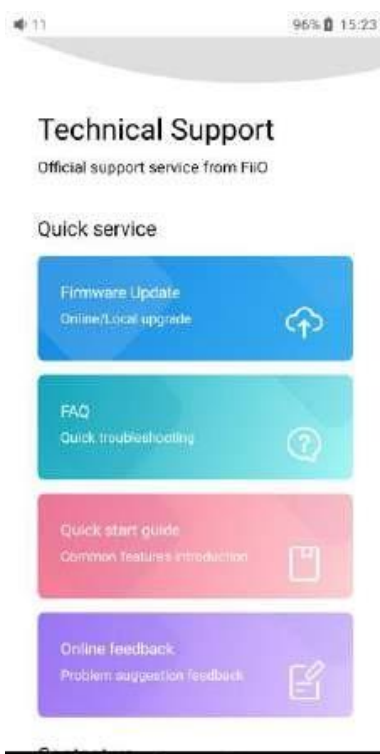 11
96% 15:23
Technical Support
Official support service from FiiO
Quick service
Firmware Update
Online/Local upgrade
FAQ
Quick troubleshooting
?
Quick start guide
Common features introduction
Online feedback
Problem suggestion feedback